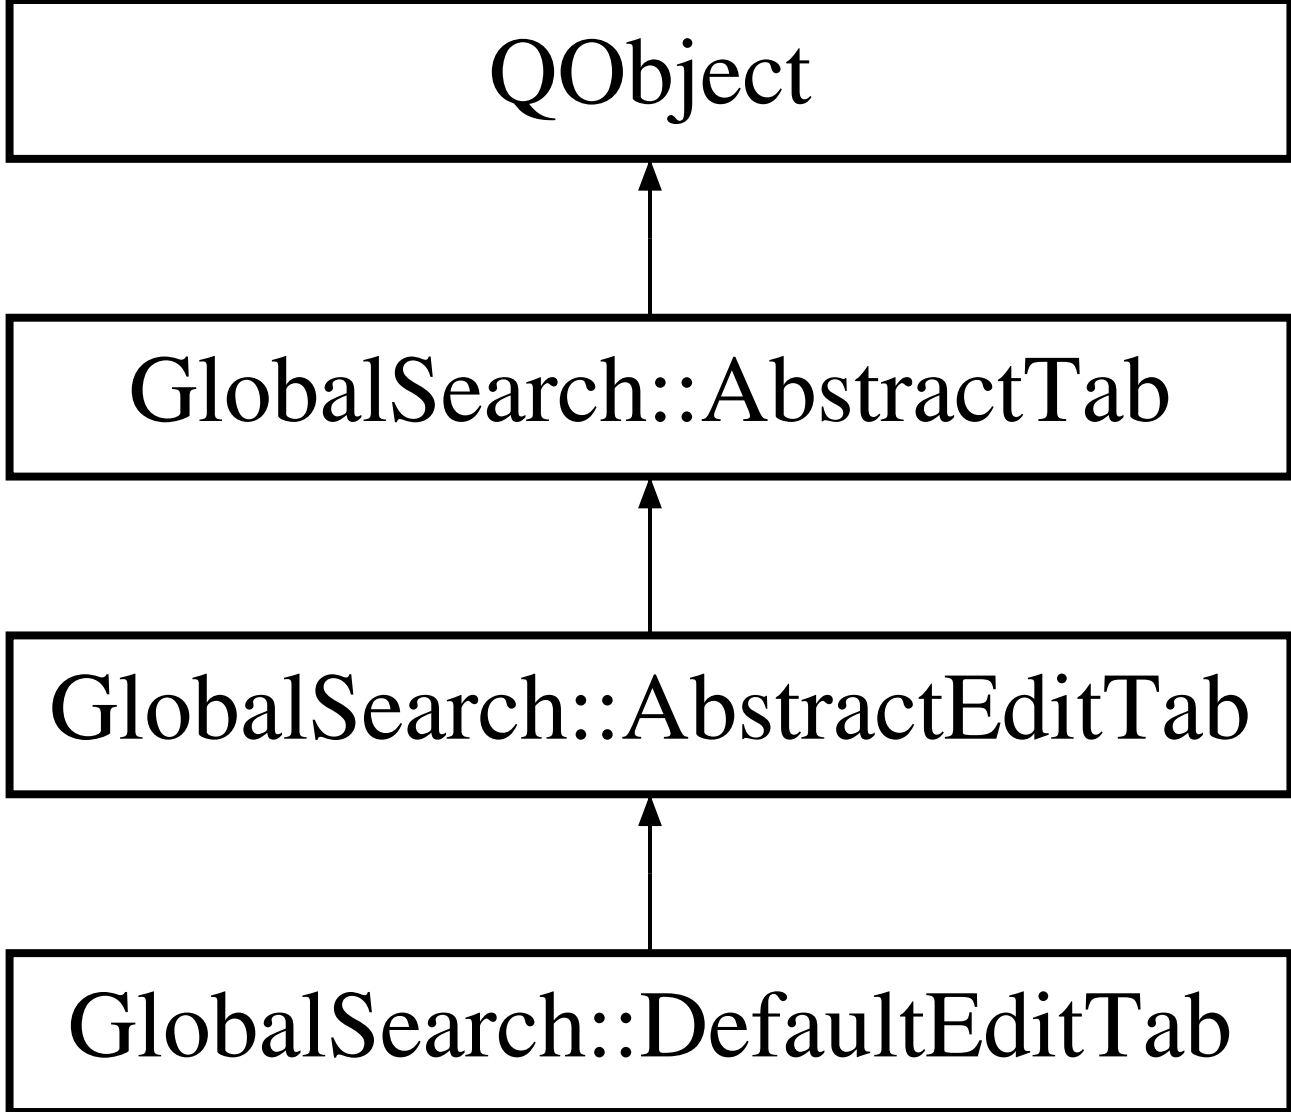 QObject
GlobalSearch::AbstractTab
GlobalSearch::AbstractEditTab
GlobalSearch::DefaultEditTab